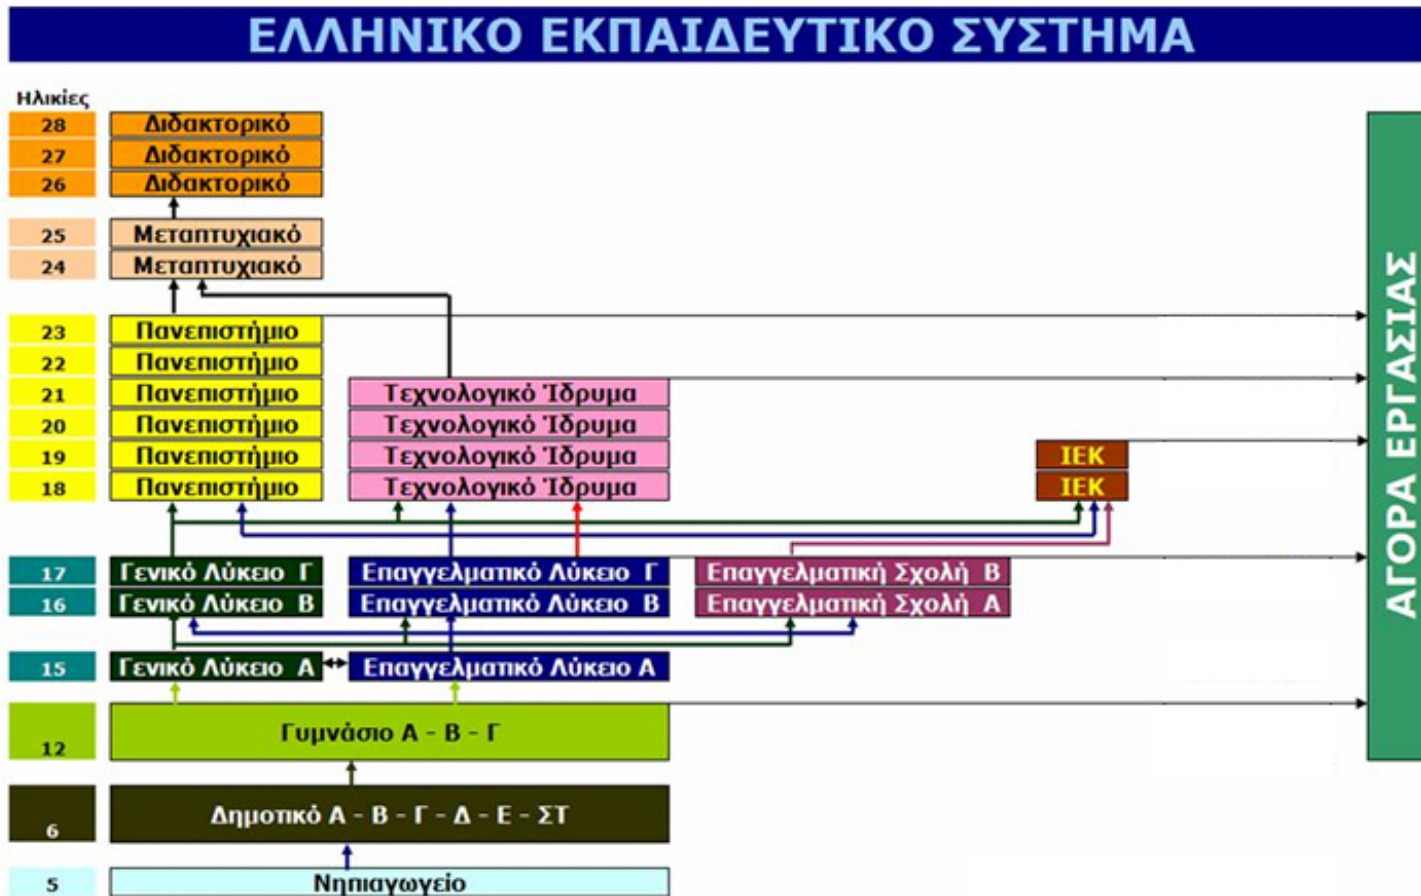 ΕΛΛΗΝΙΚΟ ΕΚΠΑΙΔΕΥΤΙΚΟ ΣΥΣΤΗΜΑ
Ηλικίες
28 Διδακτορικό
27 Διδακτορικό
26 Διδακτορικό
25 Μεταπτυχιακό
24 Μεταπτυχιακό
23 Πανεπιστήμιο
22 Πανεπιστήμιο
21 Πανεπιστήμιο Τεχνολογικό Ίδρυμα
20 Πανεπιστήμιο Τεχνολογικό Ίδρυμα
19 Πανεπιστήμιο Τεχνολογικό Ίδρυμα ΙΕΚ
18 Πανεπιστήμιο Τεχνολογικό Ίδρυμα ΙΕΚ
17 Γενικό Λύκειο Γ Επαγγελματικό Λύκειο Γ Επαγγελματική Σχολή Β
16 Γενικό Λύκειο Β Επαγγελματικό Λύκειο Β Επαγγελματική Σχολή Α
15 Γενικό Λύκειο Α Επαγγελματικό Λύκειο Α
12 Γυμνάσιο Α - Β - Γ
6 Δημοτικό Α - Β - Γ - Δ - Ε - ΣΤ
5 Νηπιαγωγείο
ΑΓΟΡΑ ΕΡΓΑΣΙΑΣ